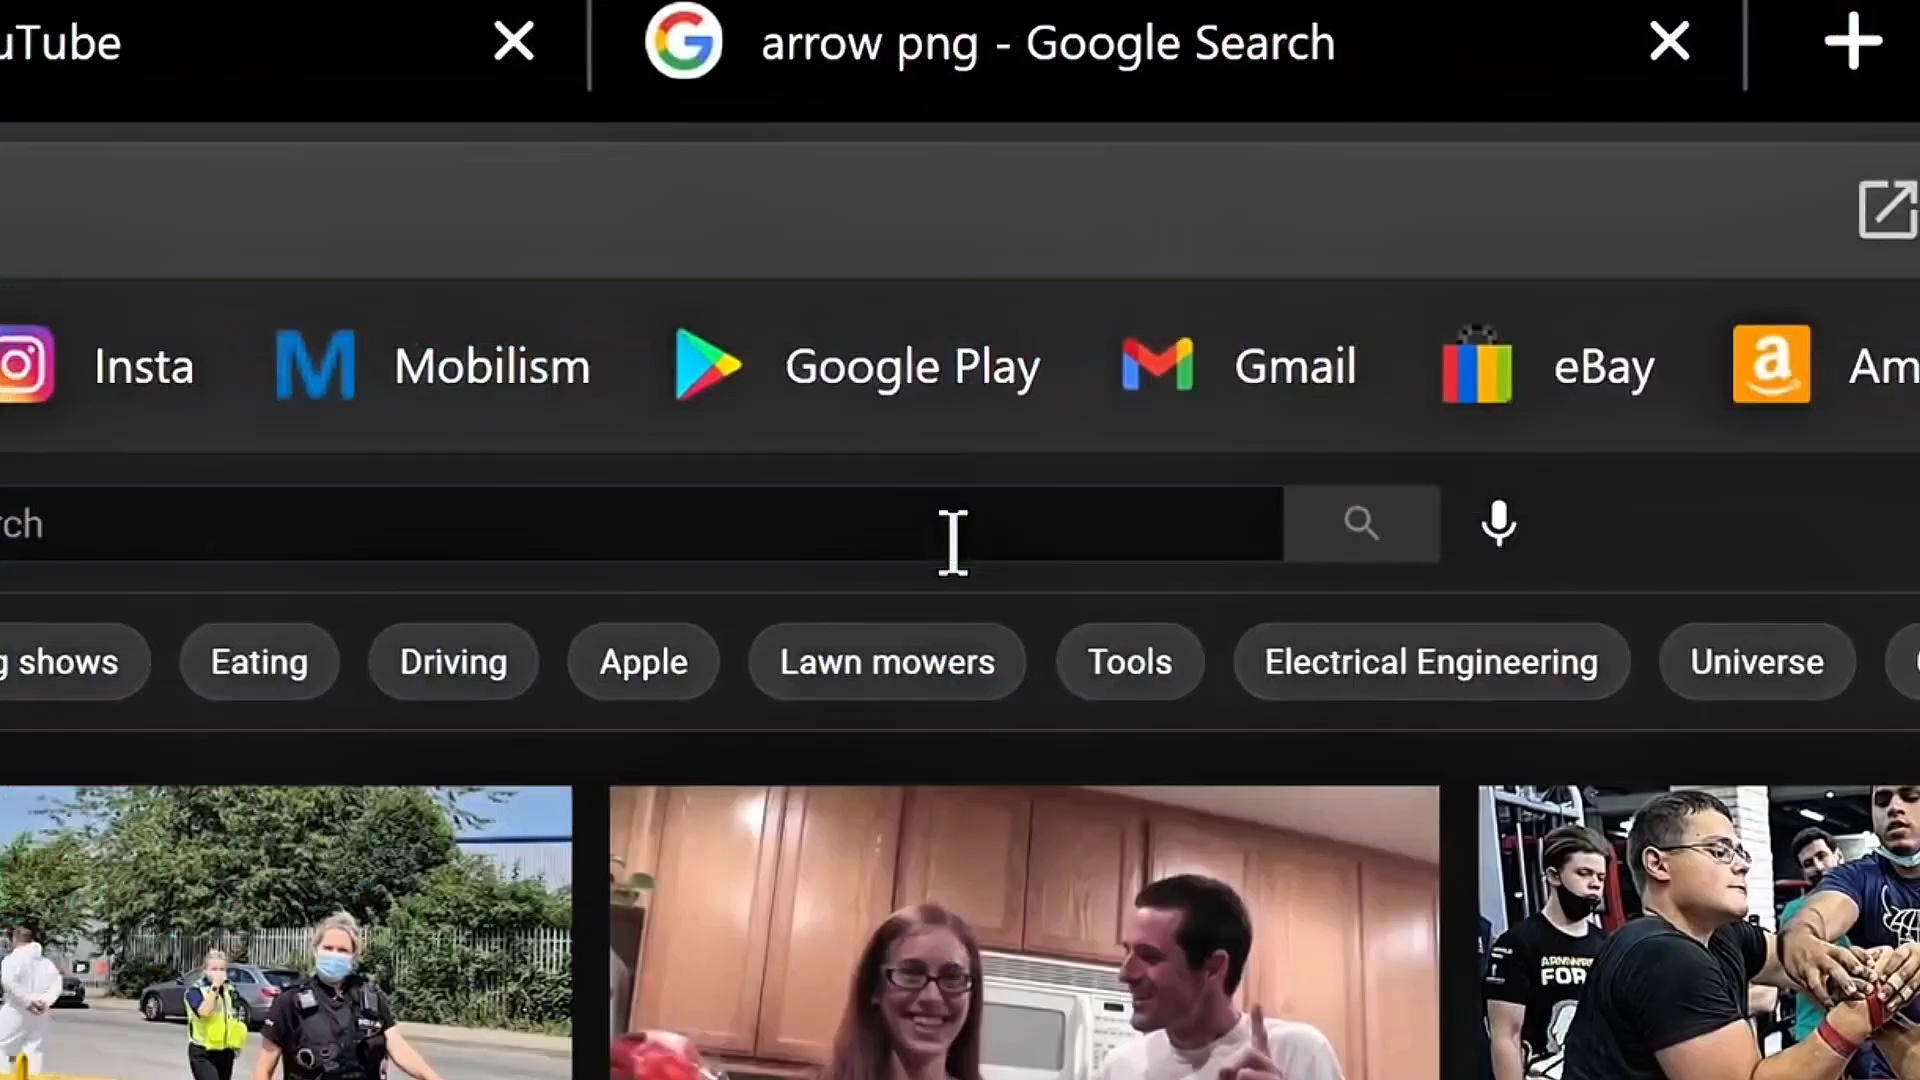 uTube
arrow png - Google Search
Insta
Mobilism
Google Play
Gmail
eBay
Am
rch
g shows
Eating
Driving
Apple
Lawn mowers
Tools
Electrical Engineering
Universe
FOR